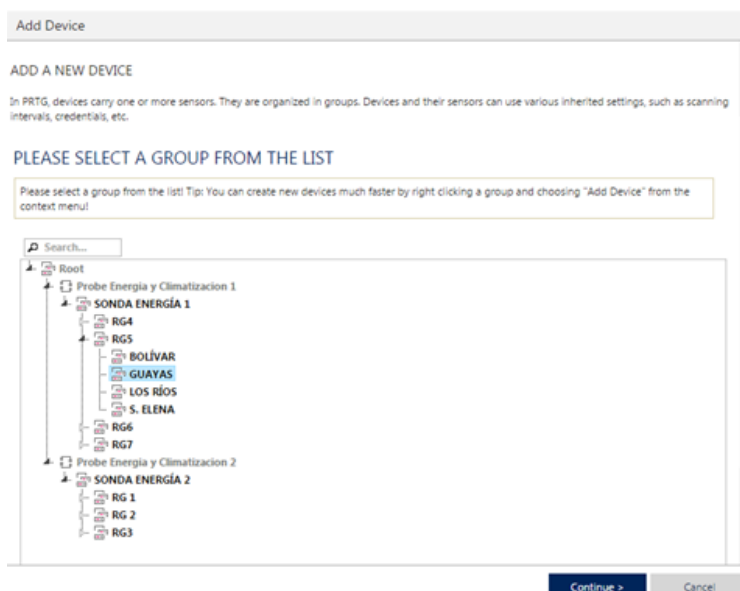 Add Device
ADD A NEW DEVICE
In PRTG, devices carry one or more sensors. They are organized in groups. Devices and their sensors can use various inherited settings, such as scanning
intervals, credentials, etc.
PLEASE SELECT A GROUP FROM THE LIST
Please select a group from the list! Tip: You can create new devices much faster by right clicking a group and choosing "Add Device" from the
context menu!
Search...
Root
Probe Energia y Climatizacion 1
SONDA ENERGÍA 1
RG4
RG5
BOLÍVAR
GUAYAS
LOS RÍOS
S. ELENA
RG6
RG7
Probe Energia y Climatizacion 2
SONDA ENERGÍA 2
RG 1
RG 2
RG3
Continue > Cancel